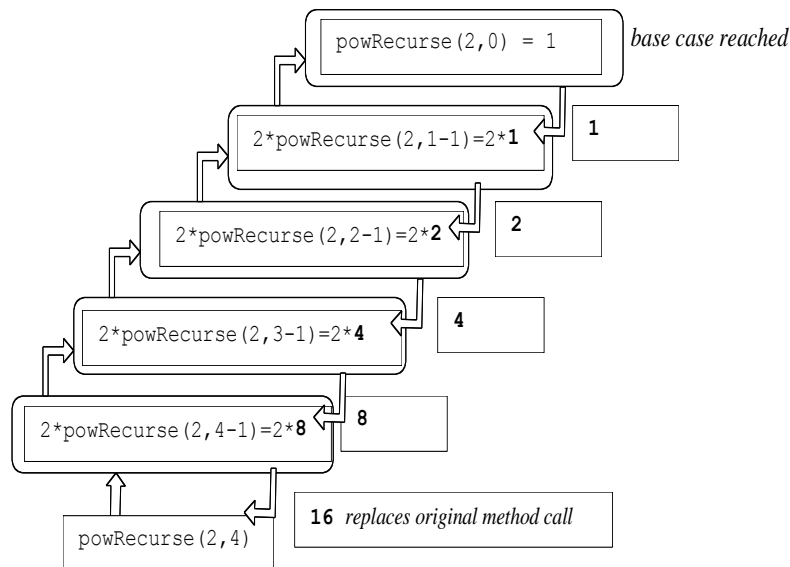 powRecurse(2,0) = 1
base case reached
2*powRecurse(2,1-1)=2*1
1
2*powRecurse(2,2-1)=2*2
2
2*powRecurse(2,3-1)=2*4
4
2*powRecurse(2,4-1)=2*8
8
16 replaces original method call
powRecurse(2,4)